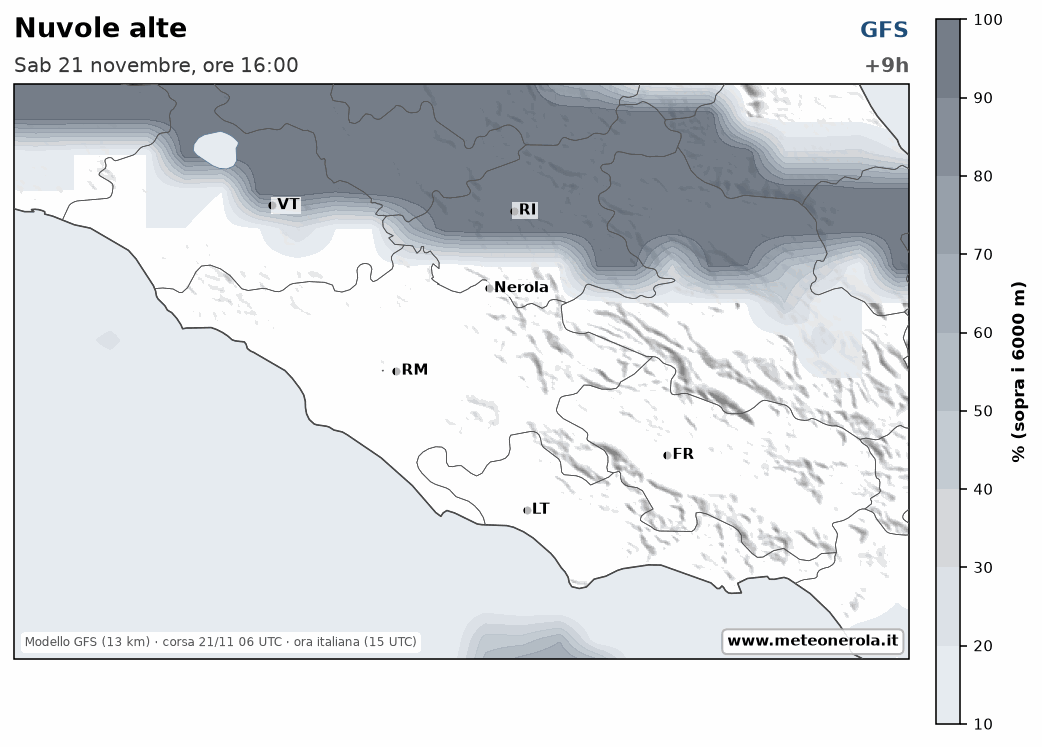 Nuvole alte
GFS
Sab 21 novembre, ore 16:00
+9h
100
90
80
70
60
50
40
30
20
10
% (sopra i 6000 m)
VT
RI
Nerola
RM
FR
LT
Modello GFS (13 km) · corsa 21/11 06 UTC · ora italiana (15 UTC)
www.meteonerola.it